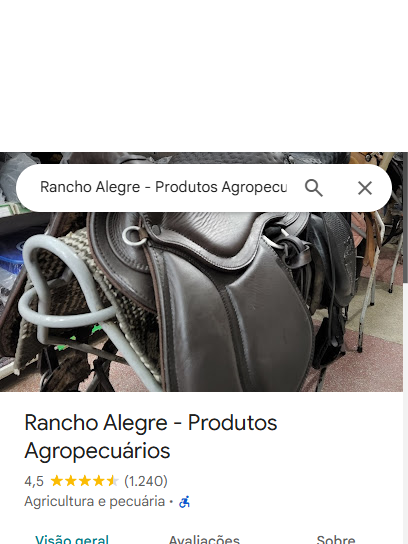 Rancho Alegre - Produtos Agropecu
Rancho Alegre - Produtos
Agropecuários
4,5 (1.240)
Agricultura e pecuária ·
Visão geral Avaliações Sobre